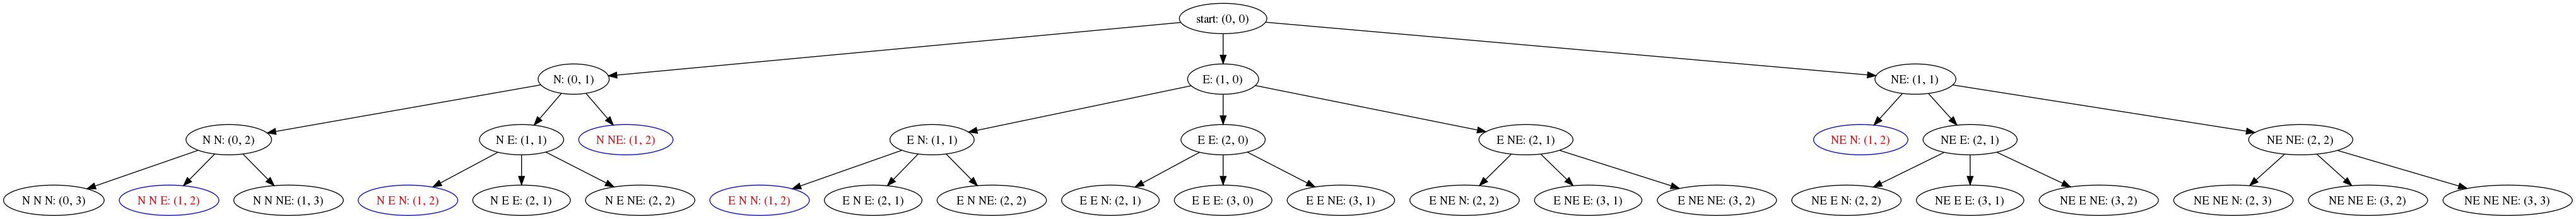 start: (0, 0)
N: (0, 1)
E: (1, 0)
NE: (1, 1)
N N: (0, 2)
N E: (1, 1)
N NE: (1, 2)
E N: (1, 1)
E E: (2, 0)
E NE: (2, 1)
NE N: (1, 2)
NE E: (2, 1)
NE NE: (2, 2)
N N N: (0, 3)
N N E: (1, 2)
N N NE: (1, 3)
N E N: (1, 2)
N E E: (2, 1)
N E NE: (2, 2)
E N N: (1, 2)
E N E: (2, 1)
E N NE: (2, 2)
E E N: (2, 1)
E E E: (3, 0)
E E NE: (3, 1)
E NE N: (2, 2)
E NE E: (3, 1)
E NE NE: (3, 2)
NE E N: (2, 2)
NE E E: (3, 1)
NE E NE: (3, 2)
NE NE N: (2, 3)
NE NE E: (3, 2)
NE NE NE: (3, 3)